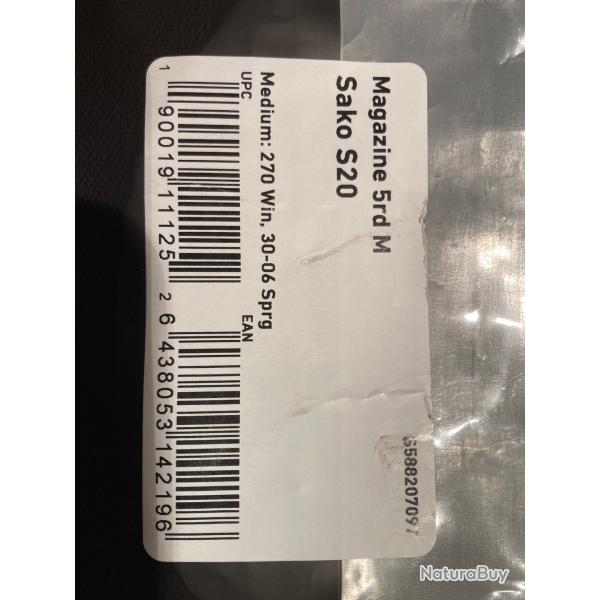 Magazine 5rd M
Sako S20
S588207097
Medium: 270 Win, 30-06 Sprg
UPC
EAN
1 90019 11125 2
6 438053 142196
NaturaBuy